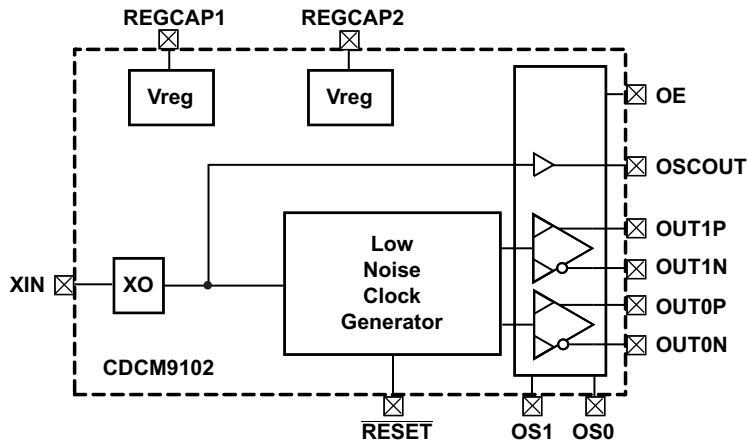 REGCAP1
REGCAP2
Vreg
Vreg
OE
OSCOUT
OUT1P
OUT1N
OUT0P
OUT0N
XIN
XO
Low
Noise
Clock
Generator
CDCM9102
RESET
OS1
OS0